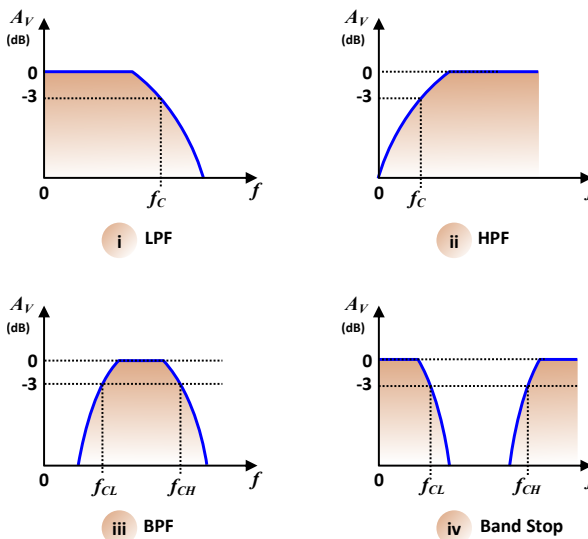 A_V
(dB)
0
-3
0
f_C
f
i LPF
A_V
(dB)
0
-3
0
f_C
f
ii HPF
A_V
(dB)
0
-3
0
f_CL
f_CH
f
iii BPF
A_V
(dB)
0
-3
0
f_CL
f_CH
f
iv Band Stop